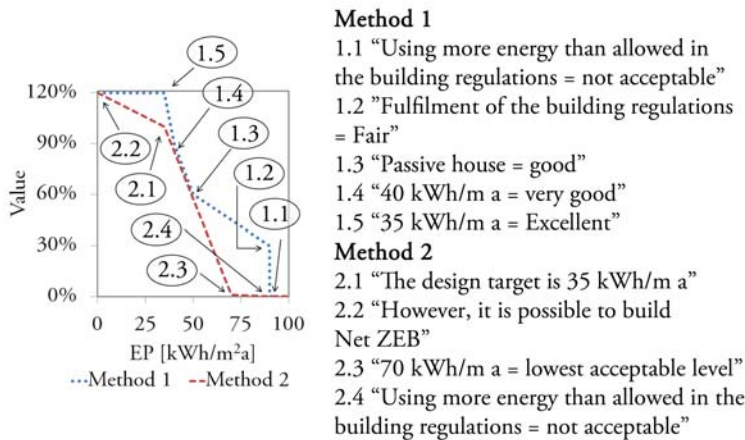 1.5
120%
1.4
90%
2.2
1.3
2.1
1.2
60%
2.4
1.1
30%
2.3
0%
Value
0 25 50 75 100
EP [kWh/m²a]
Method 1 Method 2
Method 1
1.1 “Using more energy than allowed in
the building regulations = not acceptable”
1.2 ”Fulfilment of the building regulations
= Fair”
1.3 “Passive house = good”
1.4 “40 kWh/m a = very good”
1.5 “35 kWh/m a = Excellent”
Method 2
2.1 “The design target is 35 kWh/m a”
2.2 “However, it is possible to build
Net ZEB”
2.3 “70 kWh/m a = lowest acceptable level”
2.4 “Using more energy than allowed in the
building regulations = not acceptable”